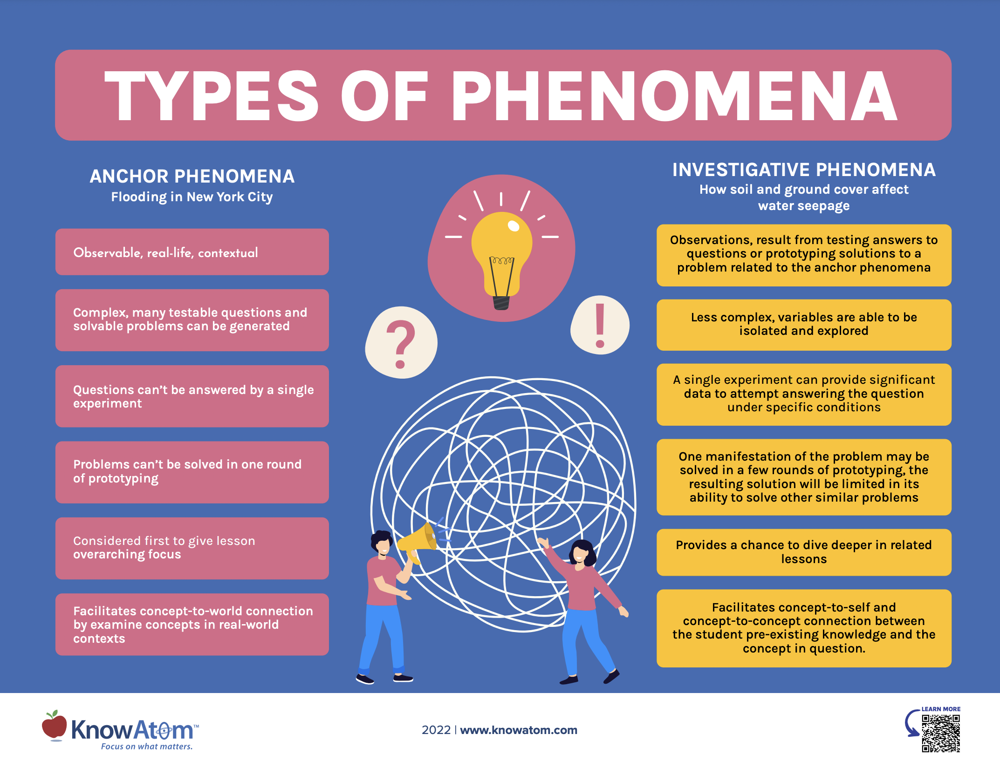 TYPES OF PHENOMENA
ANCHOR PHENOMENA
Flooding in New York City
Observable, real-life, contextual
Complex, many testable questions and
solvable problems can be generated
Questions can't be answered by a single
experiment
Problems can't be solved in one round
of prototyping
Considered first to give lesson
overarching focus
Facilitates concept-to-world connection
by examine concepts in real-world
contexts
?
!
INVESTIGATIVE PHENOMENA
How soil and ground cover affect
water seepage
Observations, result from testing answers to
questions or prototyping solutions to a
problem related to the anchor phenomena
Less complex, variables are able to be
isolated and explored
A single experiment can provide significant
data to attempt answering the question
under specific conditions
One manifestation of the problem may be
solved in a few rounds of prototyping, the
resulting solution will be limited in its
ability to solve other similar problems
Provides a chance to dive deeper in related
lessons
Facilitates concept-to-self and
concept-to-concept connection between
the student pre-existing knowledge and the
concept in question.
KnowAtom™
Focus on what matters.
2022 | www.knowatom.com
LEARN MORE